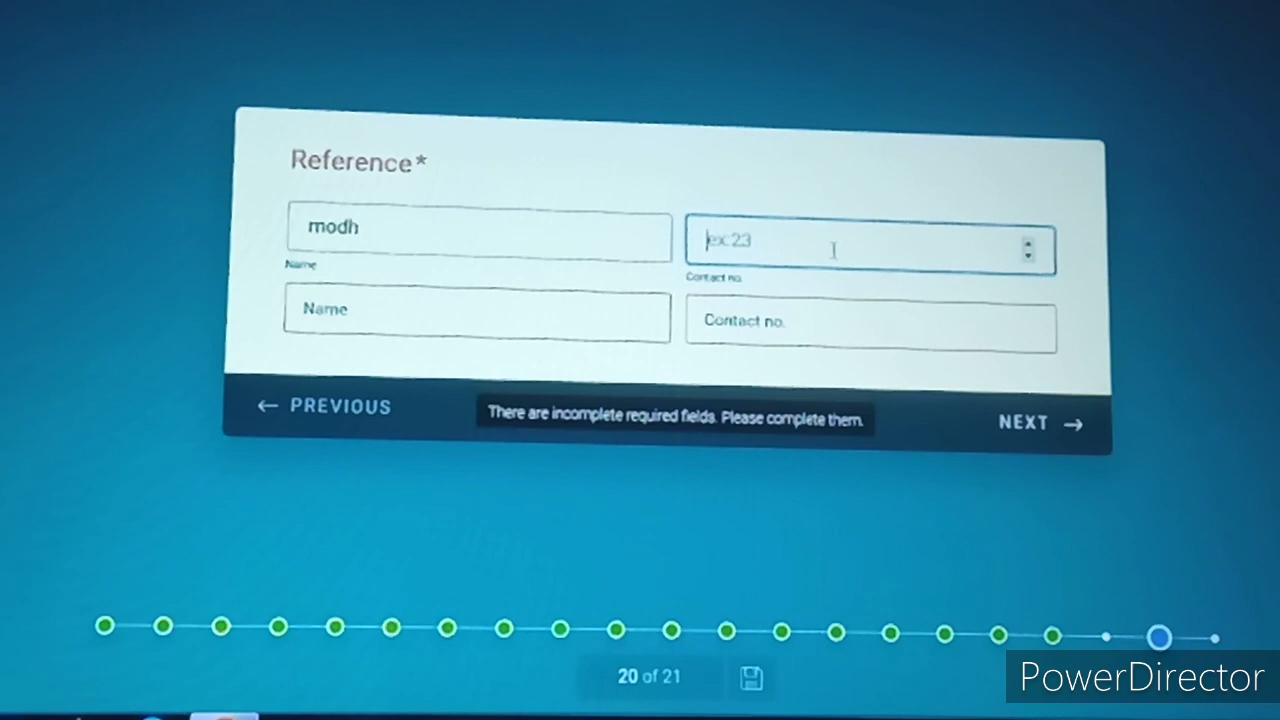 Reference*
modh
ex:23
Name
Contact no.
Name
Contact no.
← PREVIOUS
There are incomplete required fields. Please complete them.
NEXT →
20 of 21
PowerDirector